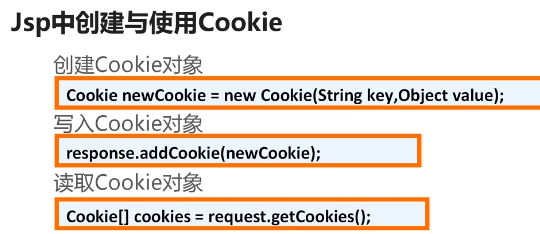 Jsp中创建与使用Cookie
创建Cookie对象
Cookie newCookie = new Cookie(String key,Object value);
写入Cookie对象
response.addCookie(newCookie);
读取Cookie对象
Cookie[] cookies = request.getCookies();